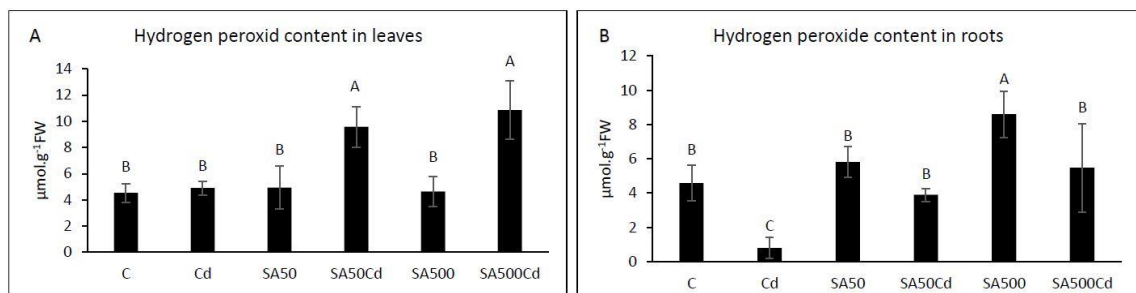 A
Hydrogen peroxid content in leaves
μmol.g⁻¹FW
14
12
10
8
6
4
2
0
B
B
B
A
B
A
C
Cd
SA50
SA50Cd
SA500
SA500Cd
B
Hydrogen peroxide content in roots
μmol.g⁻¹FW
12
10
8
6
4
2
0
B
C
B
B
A
B
C
Cd
SA50
SA50Cd
SA500
SA500Cd